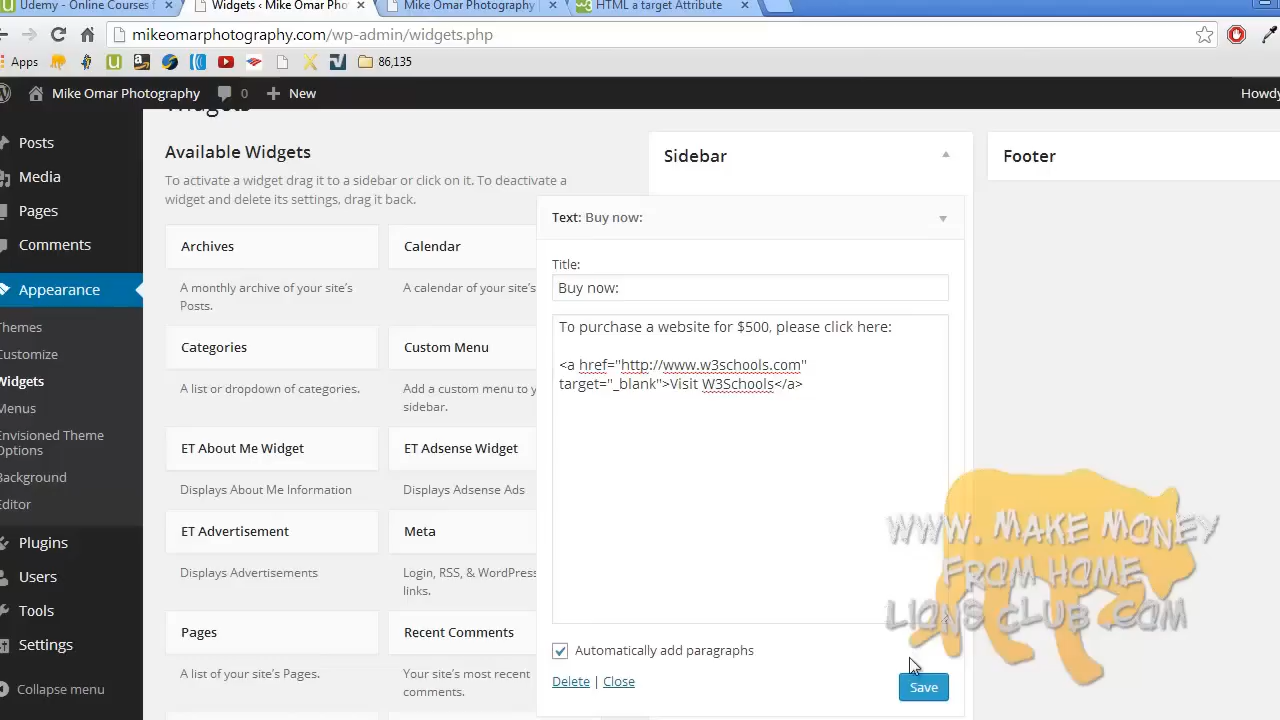 Udemy - Online Courses
Widgets ‹ Mike Omar Pho
Mike Omar Photography
HTML a target Attribute
mikeomarphotography.com/wp-admin/widgets.php
Apps
86,135
Mike Omar Photography
0
New
Howdy
Posts
Media
Pages
Comments
Appearance
Themes
Customize
Widgets
Menus
Envisioned Theme
Options
Background
Editor
Plugins
Users
Tools
Settings
Collapse menu
Widgets
Available Widgets
To activate a widget drag it to a sidebar or click on it. To deactivate a
widget and delete its settings, drag it back.
Archives
A monthly archive of your site's
Posts.
Calendar
A calendar of your site's
Categories
A list or dropdown of categories.
Custom Menu
Add a custom menu to y
sidebar.
ET About Me Widget
Displays About Me Information
ET Adsense Widget
Displays Adsense Ads
ET Advertisement
Displays Advertisements
Meta
Login, RSS, & WordPress
links.
Pages
A list of your site's Pages.
Recent Comments
Your site's most recent
comments.
Sidebar
Text: Buy now:
Title:
Buy now:
To purchase a website for $500, please click here:
<a href="http://www.w3schools.com"
target="_blank">Visit W3Schools</a>
Automatically add paragraphs
Delete | Close
Save
Footer
WWW. MAKE MONEY
FROM HOME
LIONS CLUB .COM